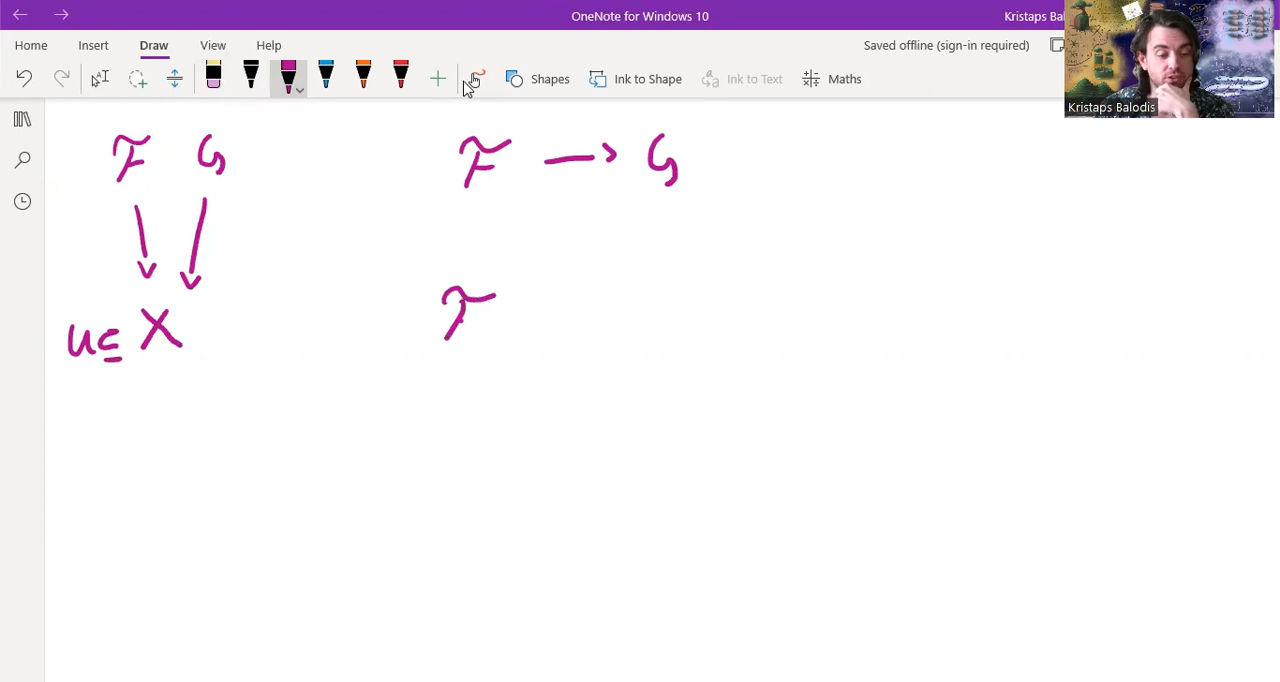 OneNote for Windows 10
Kristaps Bal
Home Insert Draw View Help
Saved offline (sign-in required)
Shapes Ink to Shape Ink to Text Maths
Kristaps Balodis
F G F → G
F
U ⊆ X